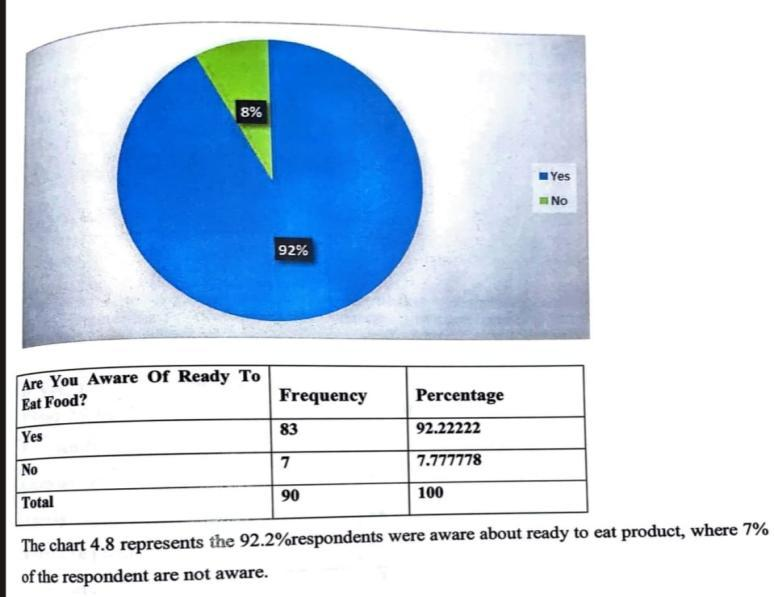 8%
92%
Yes
No
Are You Aware Of Ready To
Eat Food?
Frequency
Percentage
Yes
83
92.22222
No
7
7.777778
Total
90
100
The chart 4.8 represents the 92.2%respondents were aware about ready to eat product, where 7%
of the respondent are not aware.